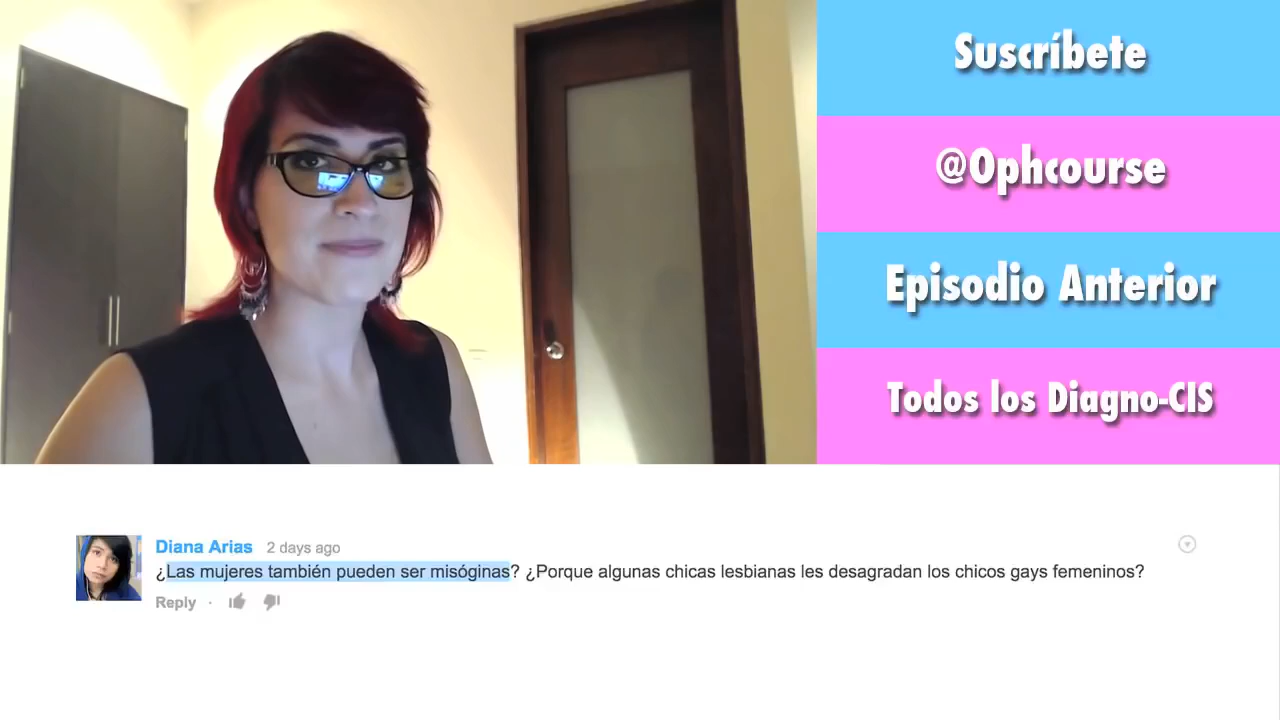 Suscríbete
@Ophcourse
Episodio Anterior
Todos los Diagno-CIS
Diana Arias 2 days ago
¿Las mujeres también pueden ser misóginas? ¿Porque algunas chicas lesbianas les desagradan los chicos gays femeninos?
Reply ·